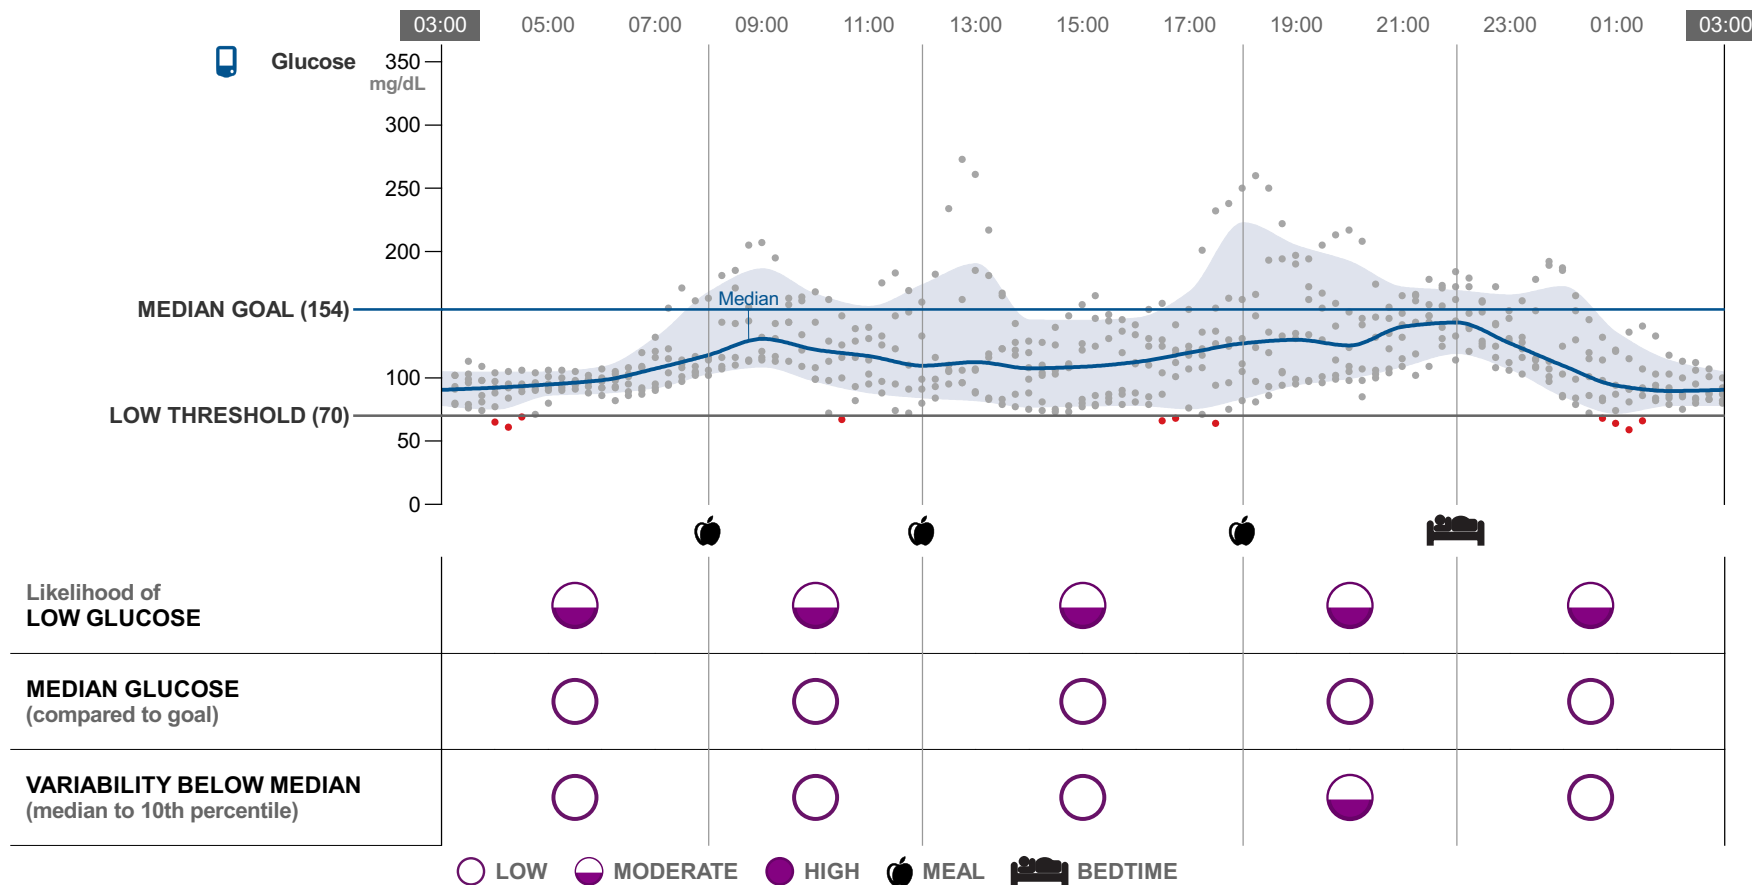 03:00 05:00 07:00 09:00 11:00 13:00 15:00 17:00 19:00 21:00 23:00 01:00 03:00
Glucose 350
mg/dL
300
250
200
Median
MEDIAN GOAL (154)
100
LOW THRESHOLD (70)
50
0
Likelihood of
LOW GLUCOSE
MEDIAN GLUCOSE
(compared to goal)
VARIABILITY BELOW MEDIAN
(median to 10th percentile)
LOW MODERATE HIGH MEAL BEDTIME